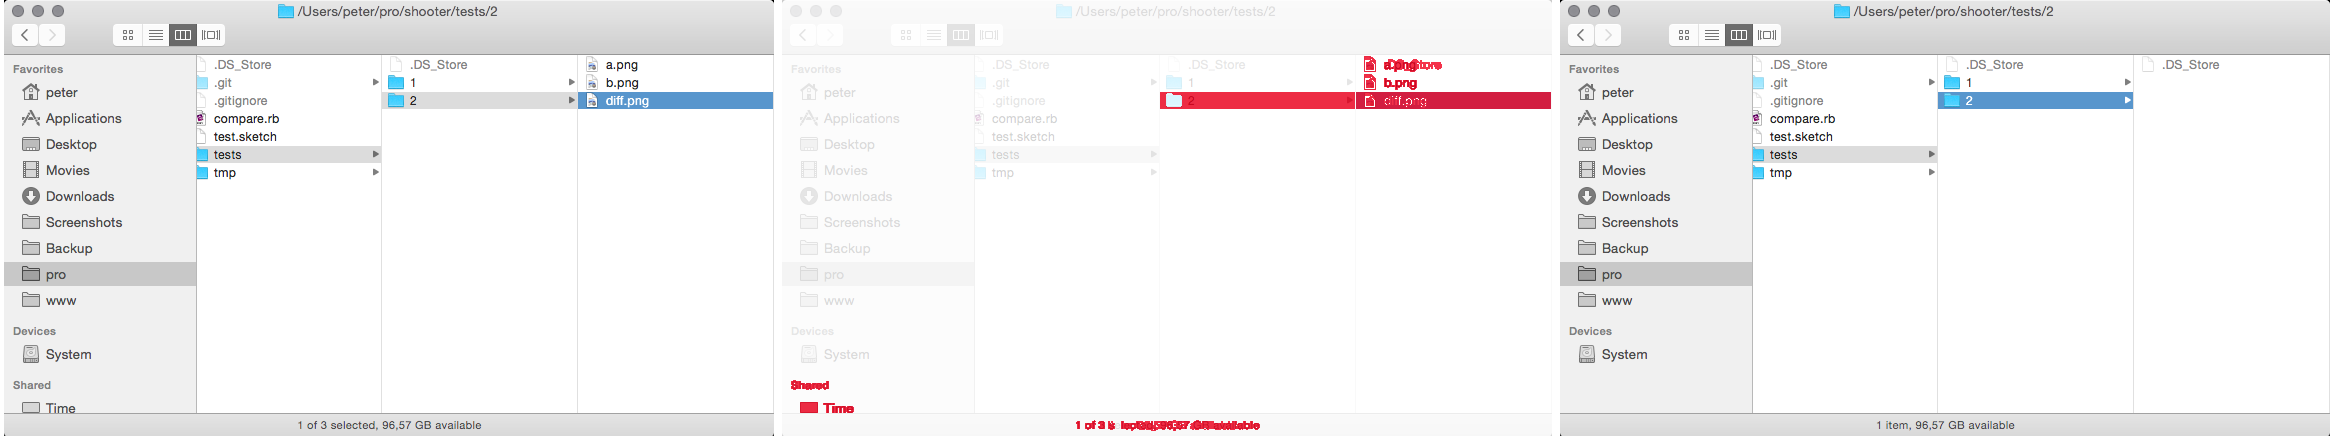 /Users/peter/pro/shooter/tests/2
Favorites
peter
Applications
Desktop
Movies
Downloads
Screenshots
Backup
pro
www
Devices
System
Shared
Time
.DS_Store
.git
.gitignore
compare.rb
test.sketch
tests
tmp
.DS_Store
1
2
a.png
b.png
diff.png
1 of 3 selected, 96,57 GB available
/Users/peter/pro/shooter/tests/2
Favorites
peter
Applications
Desktop
Movies
Downloads
Screenshots
Backup
pro
www
Devices
System
Shared
Time
.DS_Store
.git
.gitignore
compare.rb
test.sketch
tests
tmp
.DS_Store
1
2
b.png
diff.png
/Users/peter/pro/shooter/tests/2
Favorites
peter
Applications
Desktop
Movies
Downloads
Screenshots
Backup
pro
www
Devices
System
.DS_Store
.git
.gitignore
compare.rb
test.sketch
tests
tmp
.DS_Store
1
2
.DS_Store
1 item, 96,57 GB available